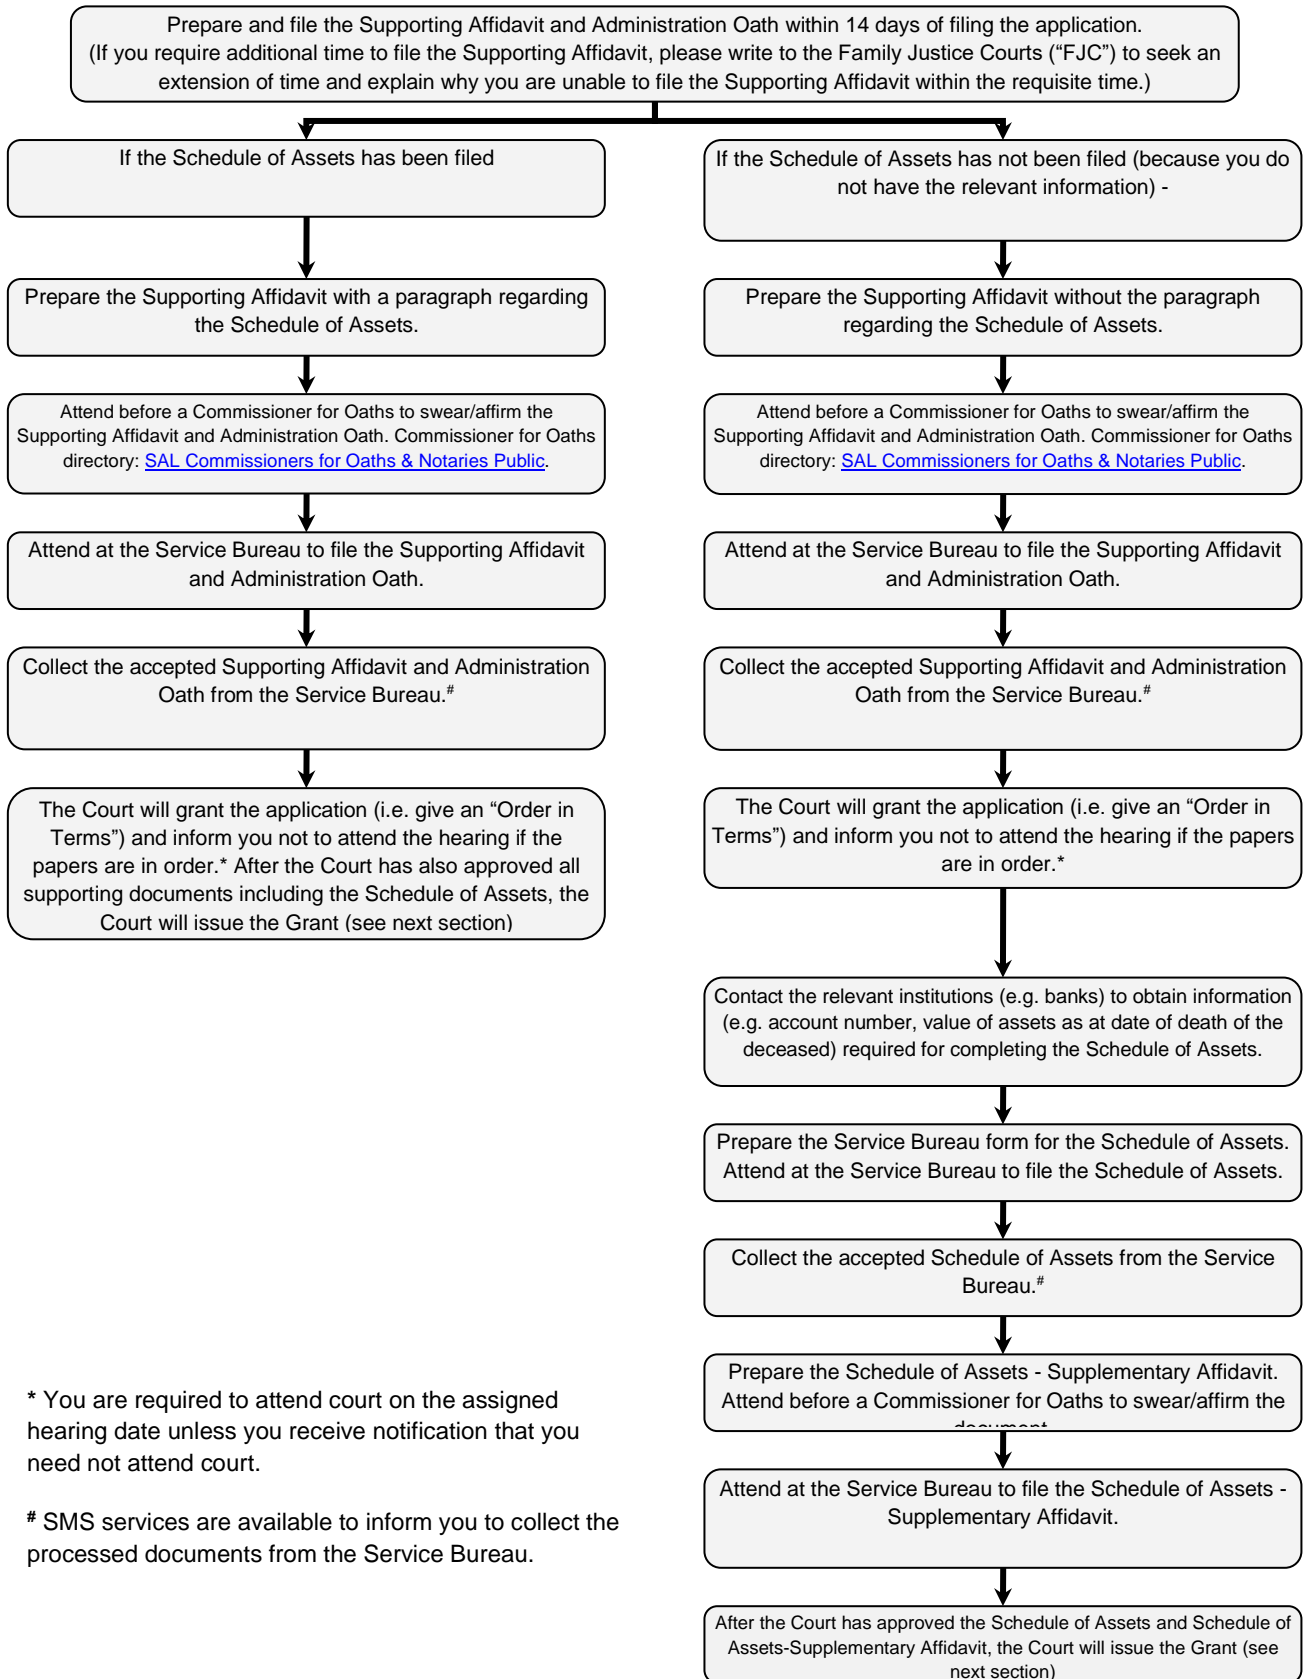 Prepare and file the Supporting Affidavit and Administration Oath within 14 days of filing the application.
(If you require additional time to file the Supporting Affidavit, please write to the Family Justice Courts (“FJC”) to seek an
extension of time and explain why you are unable to file the Supporting Affidavit within the requisite time.)
If the Schedule of Assets has been filed
Prepare the Supporting Affidavit with a paragraph regarding
the Schedule of Assets.
Attend before a Commissioner for Oaths to swear/affirm the
Supporting Affidavit and Administration Oath. Commissioner for Oaths
directory: SAL Commissioners for Oaths & Notaries Public.
Attend at the Service Bureau to file the Supporting Affidavit
and Administration Oath.
Collect the accepted Supporting Affidavit and Administration
Oath from the Service Bureau.#
The Court will grant the application (i.e. give an “Order in
Terms”) and inform you not to attend the hearing if the
papers are in order.* After the Court has also approved all
supporting documents including the Schedule of Assets, the
Court will issue the Grant (see next section)
If the Schedule of Assets has not been filed (because you do
not have the relevant information) -
Prepare the Supporting Affidavit without the paragraph
regarding the Schedule of Assets.
Attend before a Commissioner for Oaths to swear/affirm the
Supporting Affidavit and Administration Oath. Commissioner for Oaths
directory: SAL Commissioners for Oaths & Notaries Public.
Attend at the Service Bureau to file the Supporting Affidavit
and Administration Oath.
Collect the accepted Supporting Affidavit and Administration
Oath from the Service Bureau.#
The Court will grant the application (i.e. give an “Order in
Terms”) and inform you not to attend the hearing if the papers
are in order.*
Contact the relevant institutions (e.g. banks) to obtain information
(e.g. account number, value of assets as at date of death of the
deceased) required for completing the Schedule of Assets.
Prepare the Service Bureau form for the Schedule of Assets.
Attend at the Service Bureau to file the Schedule of Assets.
Collect the accepted Schedule of Assets from the Service
Bureau.#
Prepare the Schedule of Assets - Supplementary Affidavit.
Attend before a Commissioner for Oaths to swear/affirm the
document
Attend at the Service Bureau to file the Schedule of Assets -
Supplementary Affidavit.
After the Court has approved the Schedule of Assets and Schedule of
Assets-Supplementary Affidavit, the Court will issue the Grant (see
next section)
* You are required to attend court on the assigned
hearing date unless you receive notification that you
need not attend court.
# SMS services are available to inform you to collect the
processed documents from the Service Bureau.